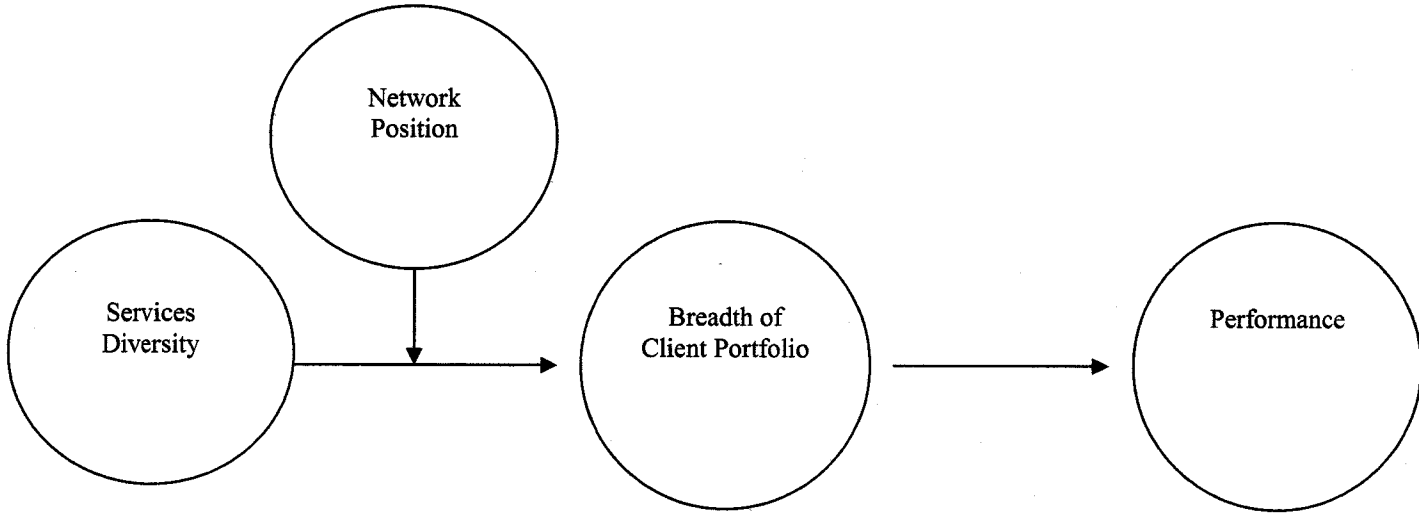 Network
Position
Services
Diversity
Breadth of
Client Portfolio
Performance